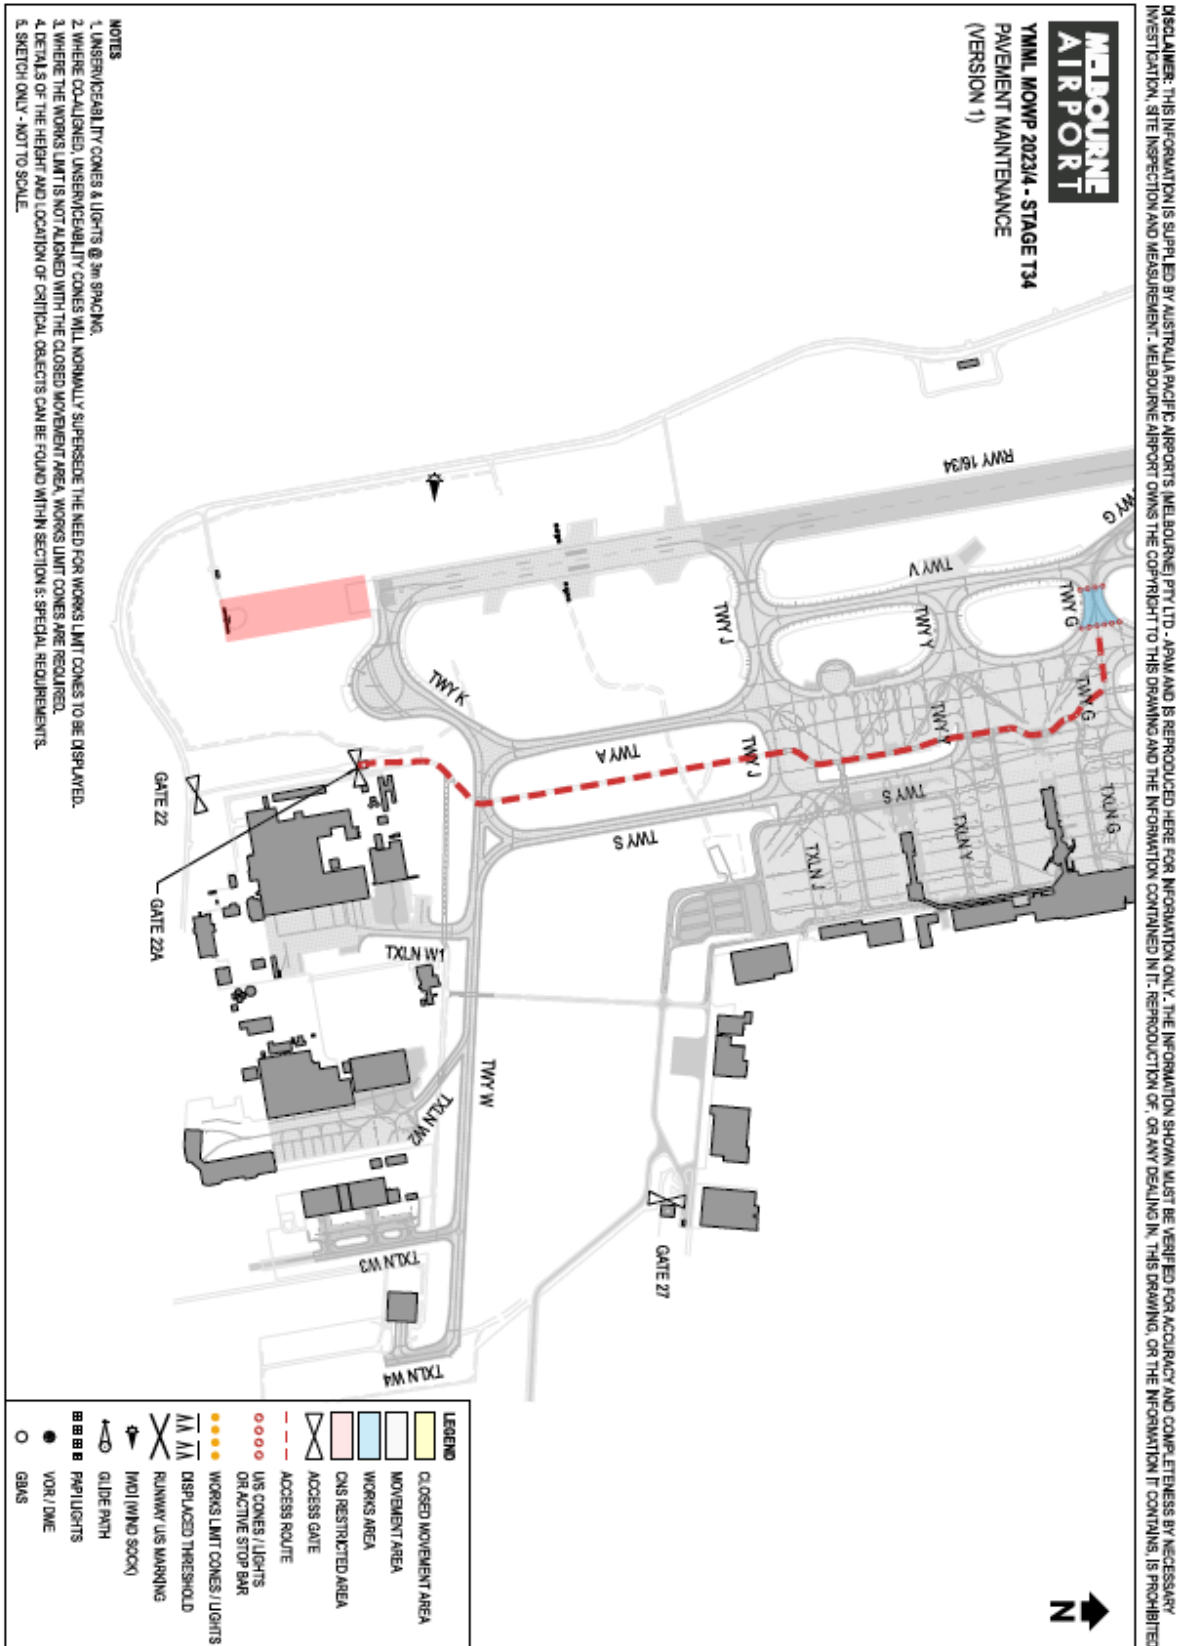 DISCLAIMER: THIS INFORMATION IS SUPPLIED BY AUSTRALIA PACIFIC AIRPORTS (MELBOURNE) PTY LTD - APAM AND IS REPRODUCED HERE FOR INFORMATION ONLY. THE INFORMATION SHOWN MUST BE VERIFIED FOR ACCURACY AND COMPLETENESS BY NECESSARY
INVESTIGATION, SITE INSPECTION AND MEASUREMENT. MELBOURNE AIRPORT OWNS THE COPYRIGHT TO THIS DRAWING AND THE INFORMATION CONTAINED IN IT. REPRODUCTION OF, OR ANY DEALING IN, THIS DRAWING, OR THE INFORMATION IT CONTAINS, IS PROHIBITED
MELBOURNE
AIRPORT
YMML MOWP 2023/4 - STAGE T34
PAVEMENT MAINTENANCE
(VERSION 1)
RWY 16/34
TWY G
TWY V
TWY G
TWY J
TWY Y
TWY G
TWY K
TWY Y
TWY A
TWY J
TWY S
TXLN G
TWY S
TXLN Y
TXLN J
GATE 22
GATE 22A
TXLN W1
TWY W
TXLN W2
GATE 27
TXLN W3
TXLN W4
N
NOTES
1. UNSERVICEABILITY CONES & LIGHTS @ 3m SPACING.
2. WHERE CO-ALIGNED, UNSERVICEABILITY CONES WILL NORMALLY SUPERSEDE THE NEED FOR WORKS LIMIT CONES TO BE DISPLAYED.
3. WHERE THE WORKS LIMIT IS NOT ALIGNED WITH THE CLOSED MOVEMENT AREA, WORKS LIMIT CONES ARE REQUIRED.
4. DETAILS OF THE HEIGHT AND LOCATION OF CRITICAL OBJECTS CAN BE FOUND WITHIN SECTION 5: SPECIAL REQUIREMENTS.
5. SKETCH ONLY - NOT TO SCALE.
LEGEND
CLOSED MOVEMENT AREA
MOVEMENT AREA
WORKS AREA
CNS RESTRICTED AREA
ACCESS GATE
ACCESS ROUTE
U/S CONES / LIGHTS
OR ACTIVE STOP BAR
WORKS LIMIT CONES / LIGHTS
DISPLACED THRESHOLD
RUNWAY U/S MARKING
IWDI (WIND SOCK)
GLIDE PATH
PAPI LIGHTS
VOR / DME
GBAS